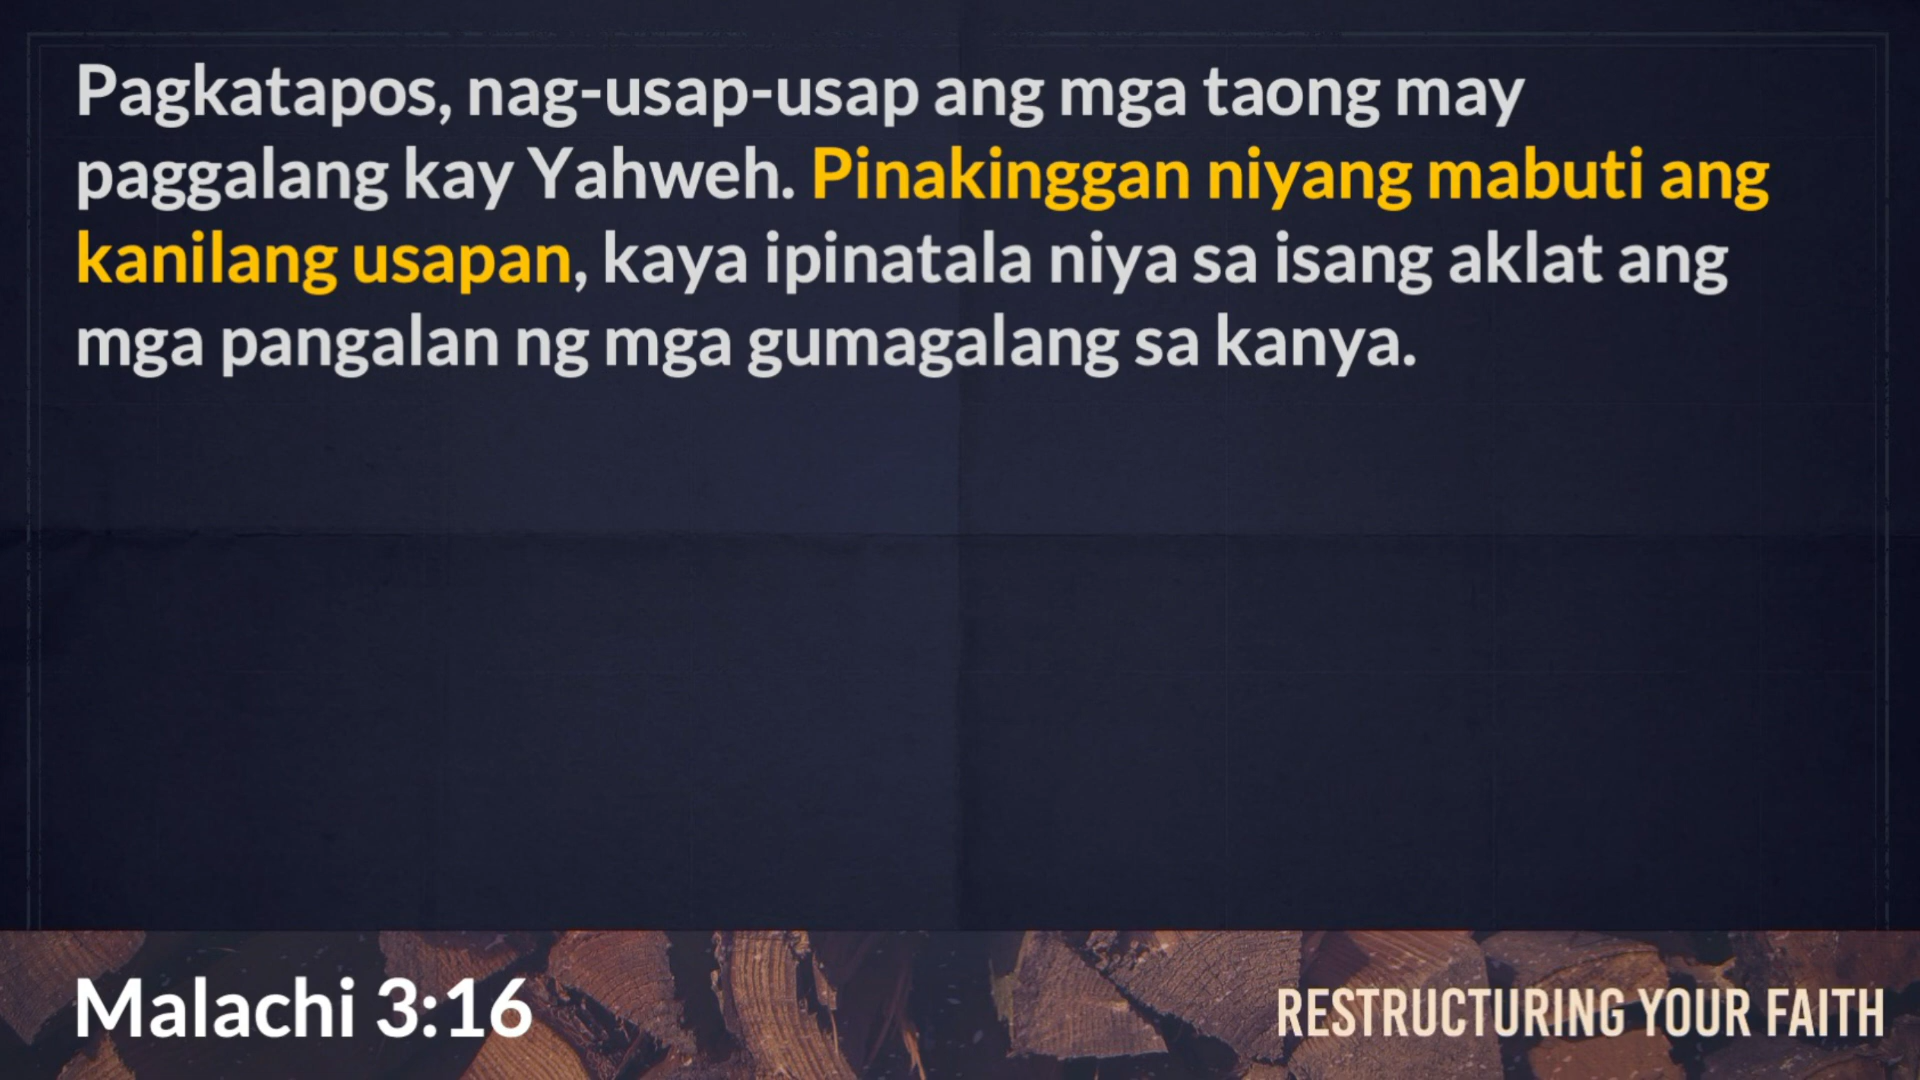 Pagkatapos, nag-usap-usap ang mga taong may
paggalang kay Yahweh. Pinakinggan niyang mabuti ang
kanilang usapan, kaya ipinatala niya sa isang aklat ang
mga pangalan ng mga gumagalang sa kanya.
Malachi 3:16
RESTRUCTURING YOUR FAITH